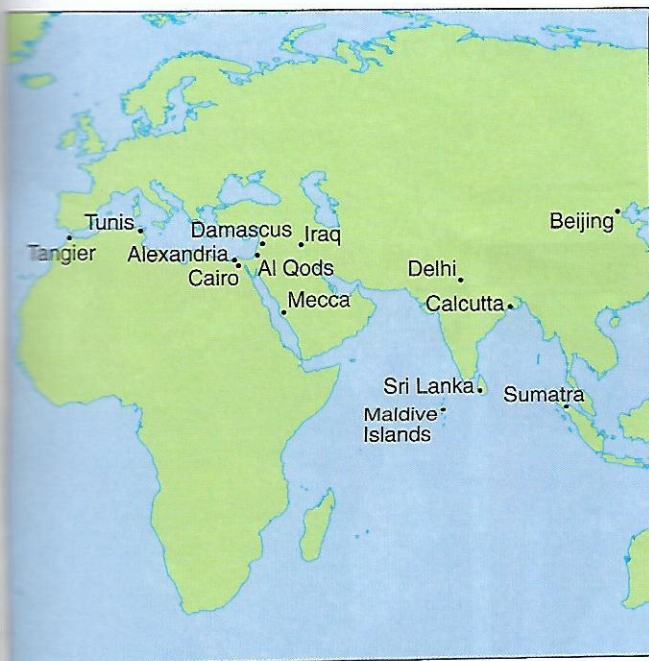 Tunis
Tangier
Damascus
Alexandria
Cairo
Iraq
Al Qods
Mecca
Delhi
Calcutta
Beijing
Sri Lanka
Maldive
Islands
Sumatra